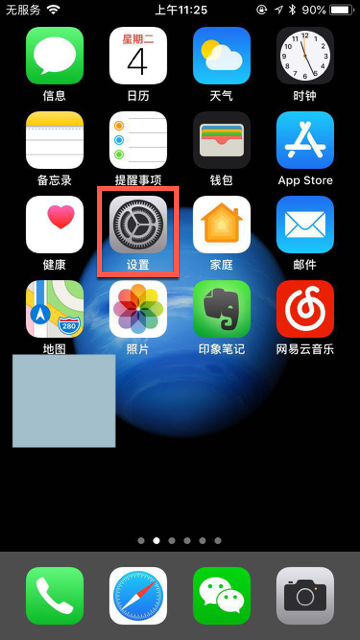 无服务 上午11:25 90%
星期二
4
12
信息 日历 天气 时钟
备忘录 提醒事项 钱包 App Store
健康 设置 家庭 邮件
280
地图 照片 印象笔记 网易云音乐